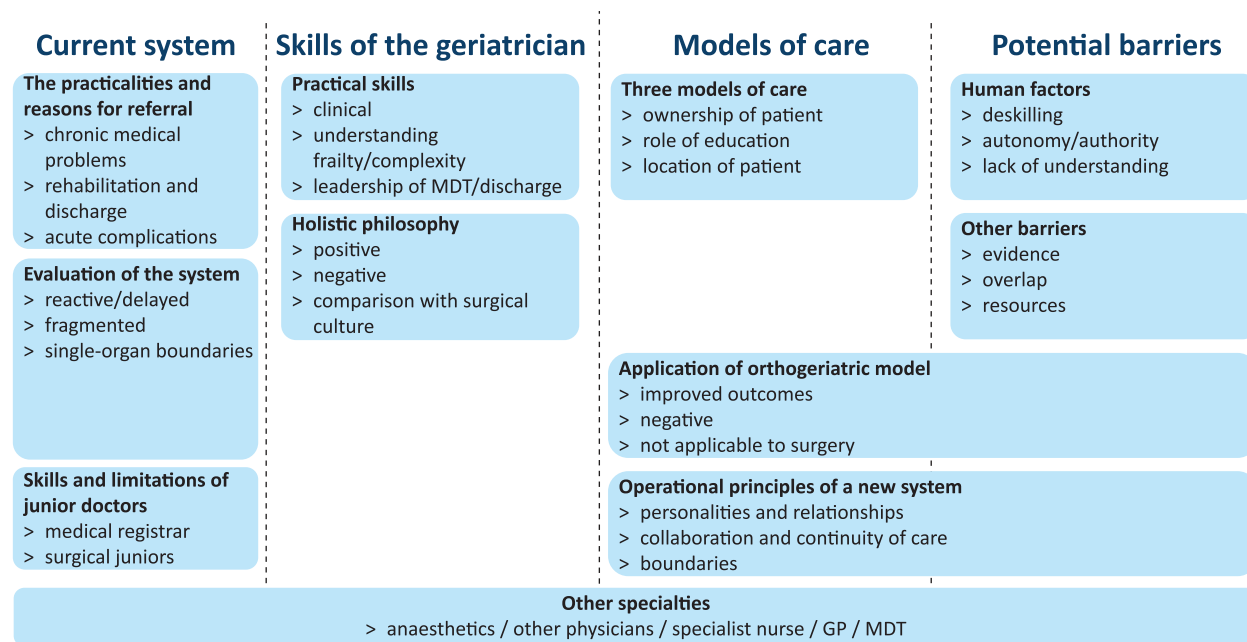 Current system
The practicalities and
reasons for referral
> chronic medical
problems
> rehabilitation and
discharge
> acute complications
Evaluation of the system
> reactive/delayed
> fragmented
> single-organ boundaries
Skills and limitations of
junior doctors
> medical registrar
> surgical juniors
Skills of the geriatrician
Practical skills
> clinical
> understanding
frailty/complexity
> leadership of MDT/discharge
Holistic philosophy
> positive
> negative
> comparison with surgical
culture
Models of care
Three models of care
> ownership of patient
> role of education
> location of patient
Potential barriers
Human factors
> deskilling
> autonomy/authority
> lack of understanding
Other barriers
> evidence
> overlap
> resources
Application of orthogeriatric model
> improved outcomes
> negative
> not applicable to surgery
Operational principles of a new system
> personalities and relationships
> collaboration and continuity of care
> boundaries
Other specialties
> anaesthetics / other physicians / specialist nurse / GP / MDT